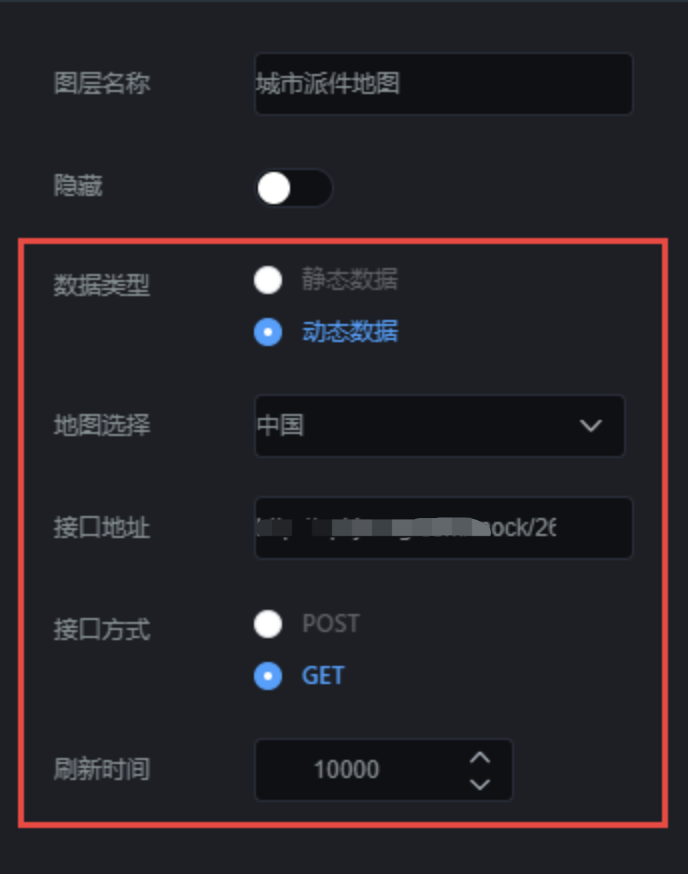 图层名称
城市派件地图
隐藏
数据类型
静态数据
动态数据
地图选择
中国
接口地址
ock/26
接口方式
POST
GET
刷新时间
10000